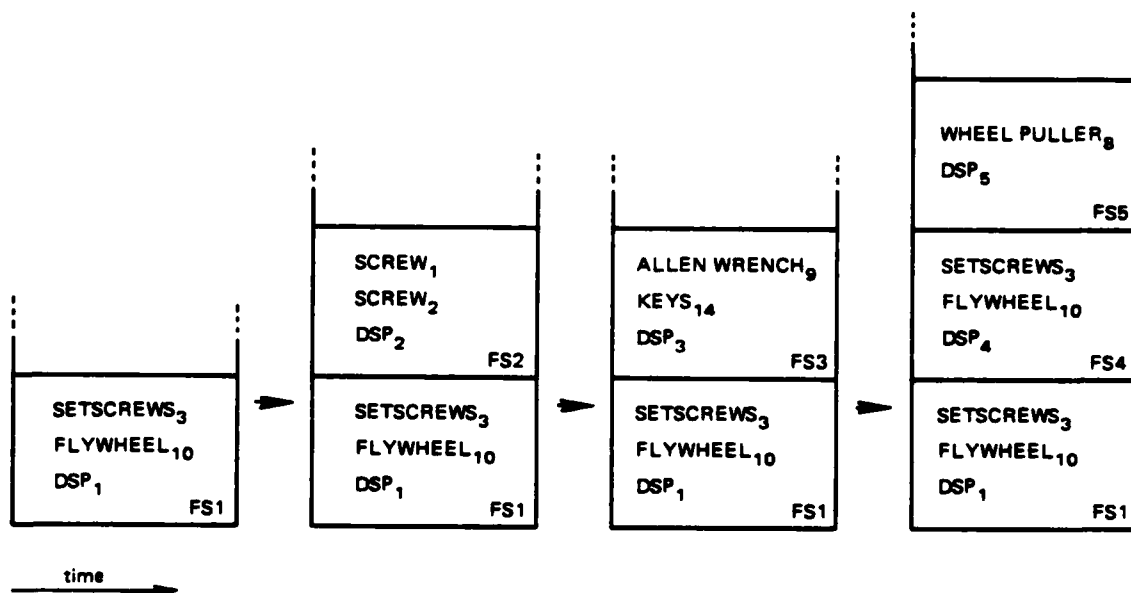 SETSCREWS3
FLYWHEEL10
DSP1
FS1
SCREW1
SCREW2
DSP2
FS2
SETSCREWS3
FLYWHEEL10
DSP1
FS1
ALLEN WRENCH9
KEYS14
DSP3
FS3
SETSCREWS3
FLYWHEEL10
DSP1
FS1
WHEEL PULLER8
DSP5
FS5
SETSCREWS3
FLYWHEEL10
DSP4
FS4
SETSCREWS3
FLYWHEEL10
DSP1
FS1
time